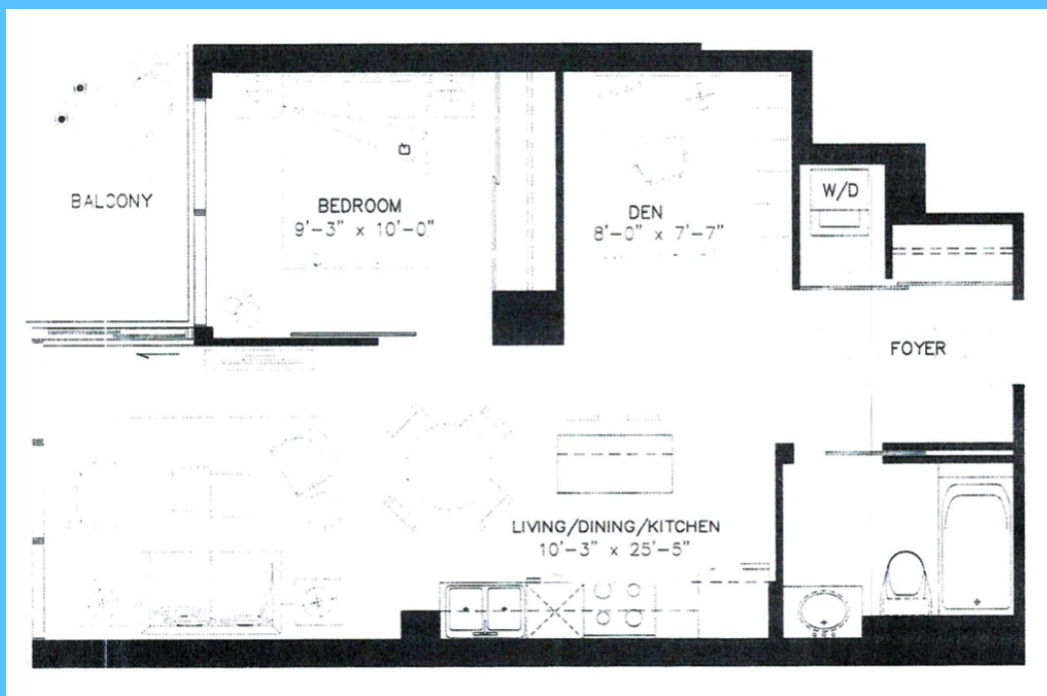 BALCONY
BEDROOM
9'-3" x 10'-0"
DEN
8'-0" x 7'-7"
W/D
FOYER
LIVING/DINING/KITCHEN
10'-3" x 25'-5"